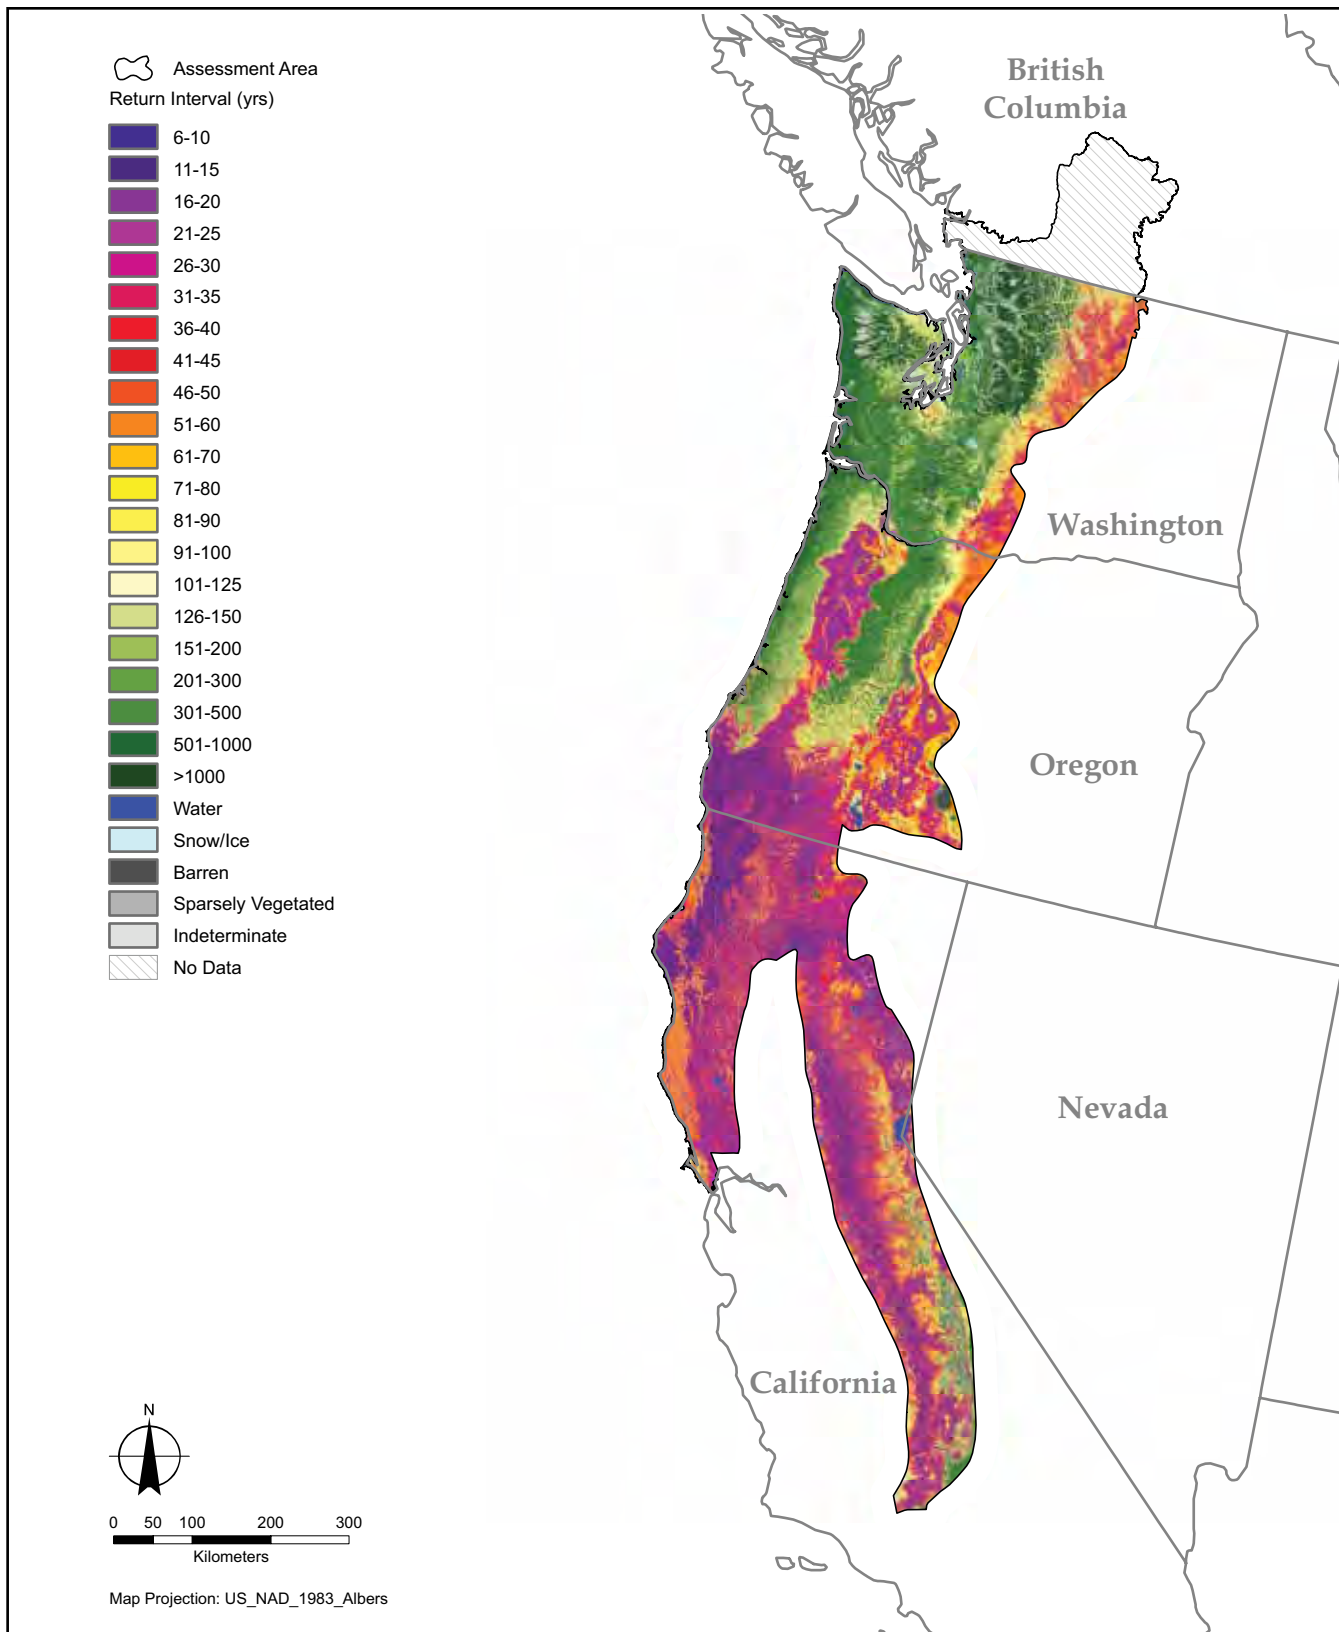 Assessment Area
Return Interval (yrs)
6-10
11-15
16-20
21-25
26-30
31-35
36-40
41-45
46-50
51-60
61-70
71-80
81-90
91-100
101-125
126-150
151-200
201-300
301-500
501-1000
>1000
Water
Snow/Ice
Barren
Sparsely Vegetated
Indeterminate
No Data
British
Columbia
Washington
Oregon
Nevada
California
N
0 50 100 200 300
Kilometers
Map Projection: US_NAD_1983_Albers